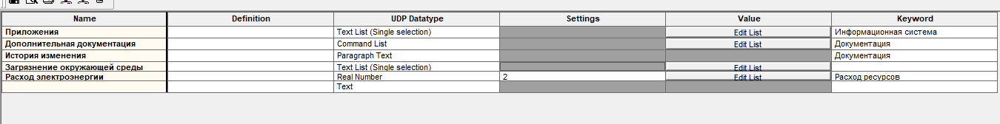 Name Definition UDP Datatype Settings Value Keyword
Приложения Text List (Single selection) Edit List Информационная система
Дополнительная документация Command List Edit List Документация
История изменения Paragraph Text Документация
Загрязнение окружающей среды Text List (Single selection) Edit List
Расход электроэнергии Real Number 2 Edit List Расход ресурсов
Text